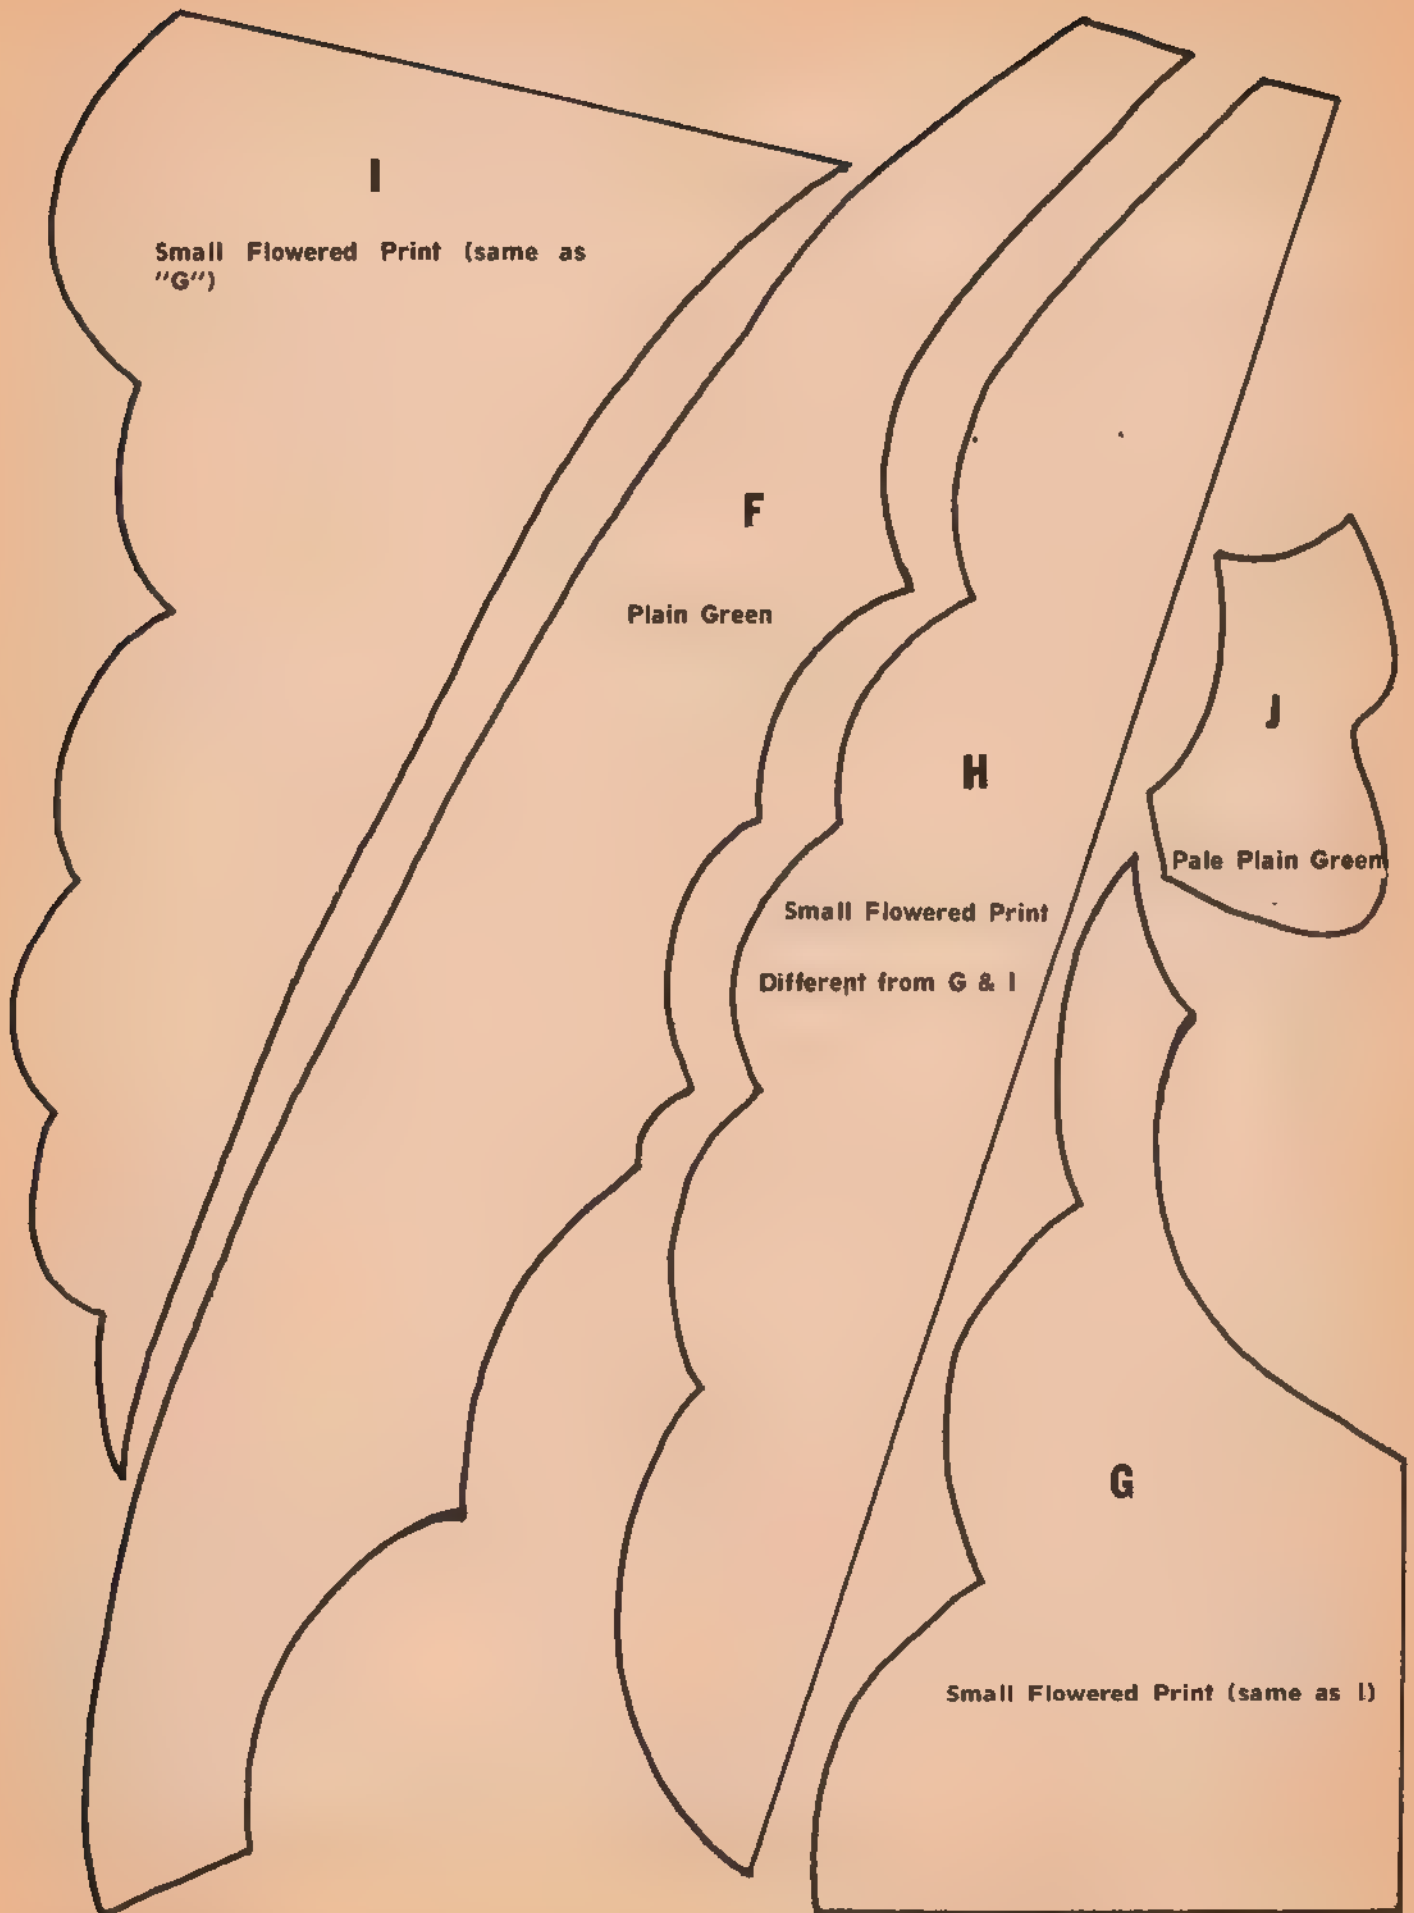 I
Small Flowered Print (same as
"G")
F
Plain Green
J
H
Pale Plain Green
Small Flowered Print
Different from G & I
G
Small Flowered Print (same as I)